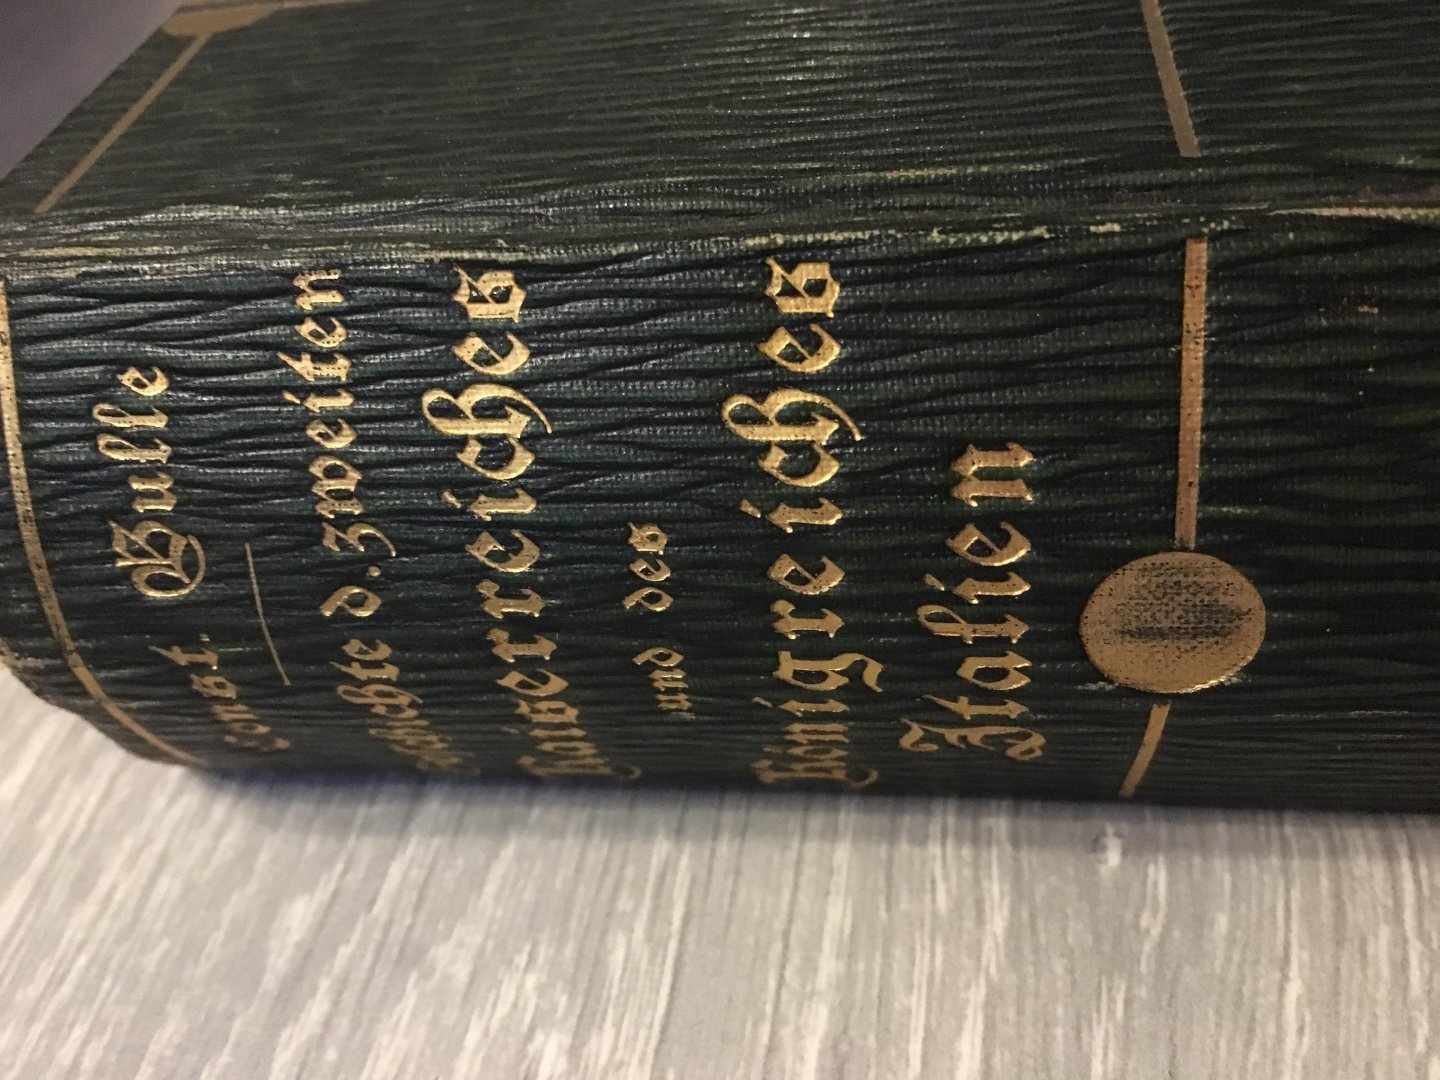 Const. Bulle
Geschichte d. Zweiten
Kaiserreiches
und des
Königreiches
Italien